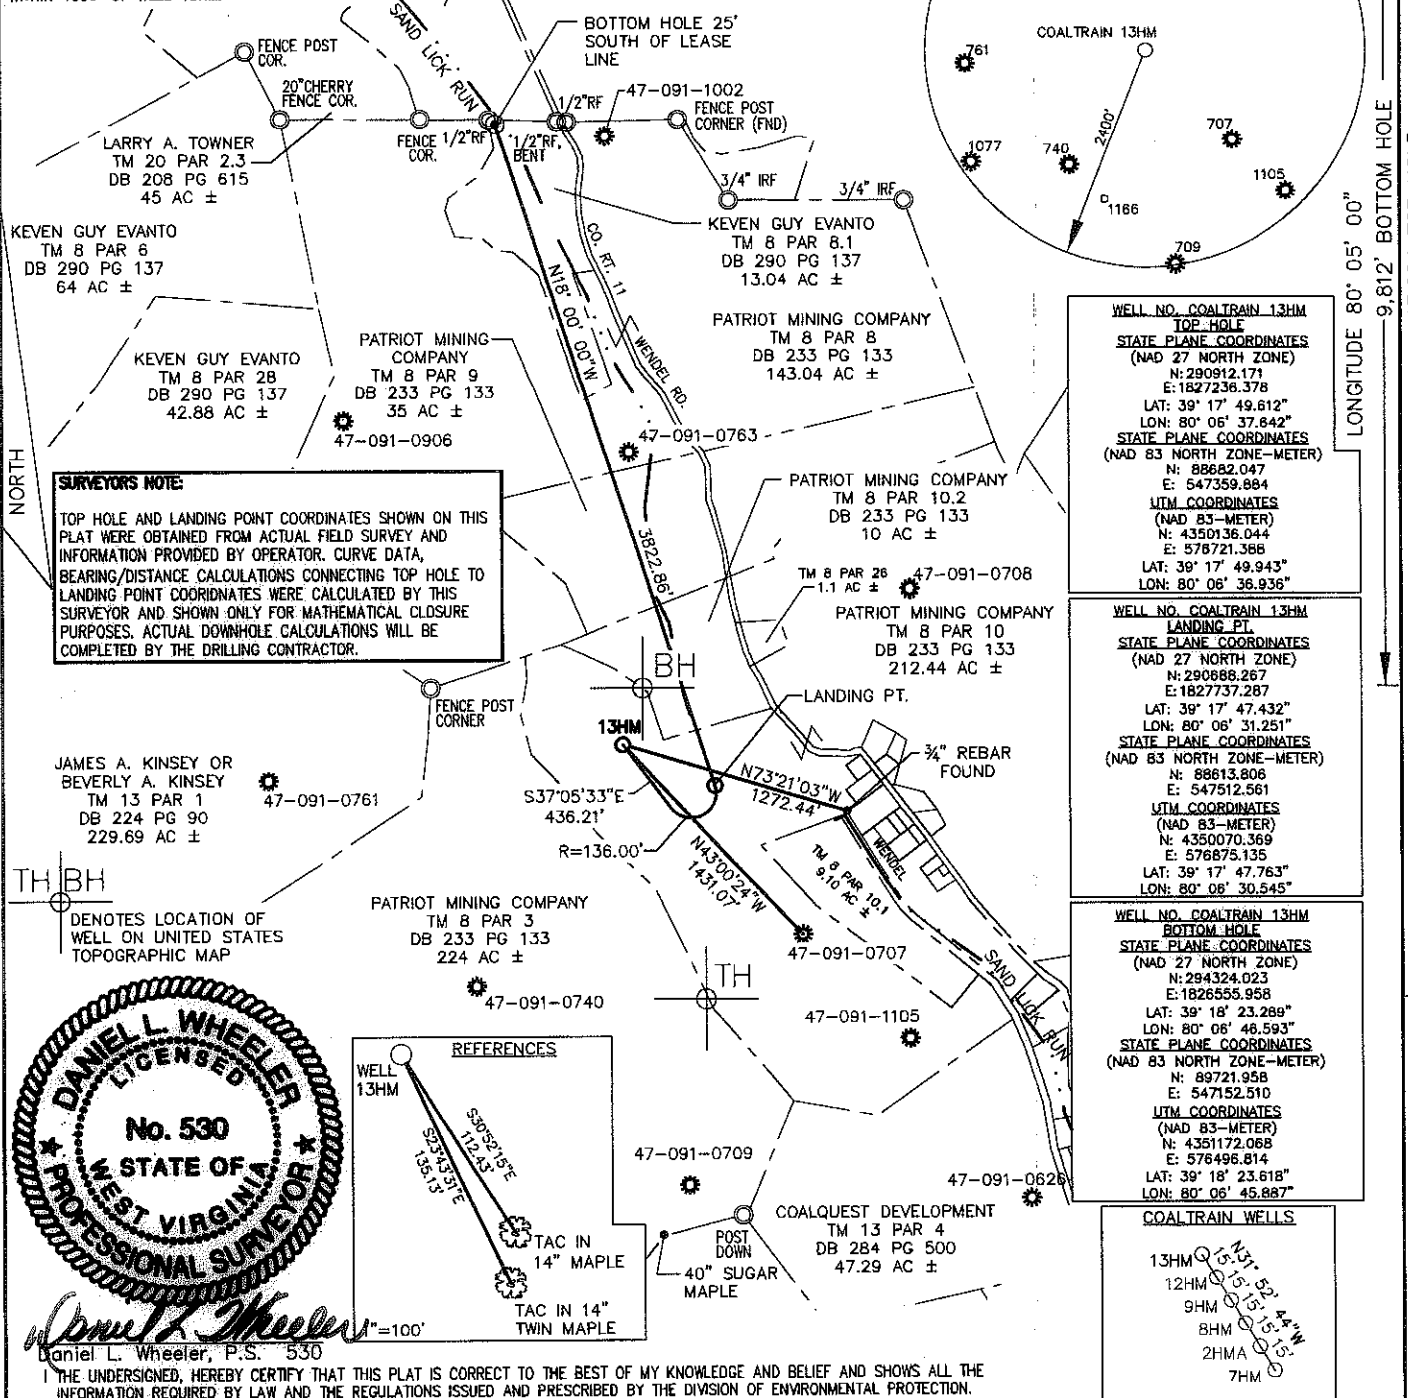 BOTTOM HOLE 25'
SOUTH OF LEASE
LINE
SAND LICK RUN
FENCE POST
COR.
20"CHERRY
FENCE COR.
FENCE
COR.
1/2"RF
1/2"RF,
BENT
1/2"RF
47-091-1002
FENCE POST
CORNER (FND)
3/4" IRF
3/4" IRF
LARRY A. TOWNER
TM 20 PAR 2.3
DB 208 PG 615
45 AC ±
KEVEN GUY EVANTO
TM 8 PAR 6
DB 290 PG 137
64 AC ±
KEVEN GUY EVANTO
TM 8 PAR 8.1
DB 290 PG 137
13.04 AC ±
KEVEN GUY EVANTO
TM 8 PAR 28
DB 290 PG 137
42.88 AC ±
PATRIOT MINING
COMPANY
TM 8 PAR 9
DB 233 PG 133
35 AC ±
PATRIOT MINING COMPANY
TM 8 PAR 8
DB 233 PG 133
143.04 AC ±
N18° 00' 00"W
3822.86'
CO. RT. 11
WENDEL RD.
47-091-0906
47-091-0763
NORTH
SURVEYORS NOTE:
TOP HOLE AND LANDING POINT COORDINATES SHOWN ON THIS
PLAT WERE OBTAINED FROM ACTUAL FIELD SURVEY AND
INFORMATION PROVIDED BY OPERATOR. CURVE DATA,
BEARING/DISTANCE CALCULATIONS CONNECTING TOP HOLE TO
LANDING POINT COORIDNATES WERE CALCULATED BY THIS
SURVEYOR AND SHOWN ONLY FOR MATHEMATICAL CLOSURE
PURPOSES. ACTUAL DOWNHOLE CALCULATIONS WILL BE
COMPLETED BY THE DRILLING CONTRACTOR.
PATRIOT MINING COMPANY
TM 8 PAR 10.2
DB 233 PG 133
10 AC ±
TM 8 PAR 26
1.1 AC ±
47-091-0708
PATRIOT MINING COMPANY
TM 8 PAR 10
DB 233 PG 133
212.44 AC ±
BH
LANDING PT.
13HM
FENCE POST
CORNER
3/4" REBAR
FOUND
JAMES A. KINSEY OR
BEVERLY A. KINSEY
TM 13 PAR 1
DB 224 PG 90
229.69 AC ±
47-091-0761
S37°05'33"E
436.21'
R=136.00'
N73°21'03"W
1272.44'
N43°00'24"W
1431.07'
WENDEL
TM 8 PAR 10.1
9.10 AC ±
TH BH
DENOTES LOCATION OF
WELL ON UNITED STATES
TOPOGRAPHIC MAP
PATRIOT MINING COMPANY
TM 8 PAR 3
DB 233 PG 133
224 AC ±
47-091-0740
47-091-0707
TH
SAND LICK RUN
47-091-1105
47-091-0709
47-091-0626
POST
DOWN
40" SUGAR
MAPLE
COALQUEST DEVELOPMENT
TM 13 PAR 4
DB 284 PG 500
47.29 AC ±
REFERENCES
WELL
13HM
S30°52'15"E
112.43'
S23°43'31"E
135.13'
TAC IN
14" MAPLE
TAC IN 14"
TWIN MAPLE
1"=100'
DANIEL L. WHEELER
LICENSED
No. 530
STATE OF
WEST VIRGINIA
PROFESSIONAL SURVEYOR
Daniel L. Wheeler
Daniel L. Wheeler, P.S. 530
I THE UNDERSIGNED, HEREBY CERTIFY THAT THIS PLAT IS CORRECT TO THE BEST OF MY KNOWLEDGE AND BELIEF AND SHOWS ALL THE
INFORMATION REQUIRED BY LAW AND THE REGULATIONS ISSUED AND PRESCRIBED BY THE DIVISION OF ENVIRONMENTAL PROTECTION.
COALTRAIN 13HM
761
2400'
707
1077
740
1105
1166
709
LONGITUDE 80° 05' 00"
9,812' BOTTOM HOLE
WELL NO. COALTRAIN 13HM
TOP HOLE
STATE PLANE COORDINATES
(NAD 27 NORTH ZONE)
N: 290912.171
E: 1827236.378
LAT: 39° 17' 49.612"
LON: 80° 06' 37.642"
STATE PLANE COORDINATES
(NAD 83 NORTH ZONE-METER)
N: 88682.047
E: 547359.884
UTM COORDINATES
(NAD 83-METER)
N: 4350136.044
E: 576721.366
LAT: 39° 17' 49.943"
LON: 80° 06' 36.936"
WELL NO. COALTRAIN 13HM
LANDING PT.
STATE PLANE COORDINATES
(NAD 27 NORTH ZONE)
N: 290688.267
E: 1827737.287
LAT: 39° 17' 47.432"
LON: 80° 06' 31.251"
STATE PLANE COORDINATES
(NAD 83 NORTH ZONE-METER)
N: 88613.806
E: 547512.561
UTM COORDINATES
(NAD 83-METER)
N: 4350070.369
E: 576875.135
LAT: 39° 17' 47.763"
LON: 80° 06' 30.545"
WELL NO. COALTRAIN 13HM
BOTTOM HOLE
STATE PLANE COORDINATES
(NAD 27 NORTH ZONE)
N: 294324.023
E: 1826555.958
LAT: 39° 18' 23.289"
LON: 80° 06' 46.593"
STATE PLANE COORDINATES
(NAD 83 NORTH ZONE-METER)
N: 89721.958
E: 547152.510
UTM COORDINATES
(NAD 83-METER)
N: 4351172.068
E: 576496.814
LAT: 39° 18' 23.618"
LON: 80° 06' 45.887"
COALTRAIN WELLS
13HM
12HM
9HM
8HM
2HMA
7HM
N31° 52' 44"W
15'
15'
15'
15'
15'